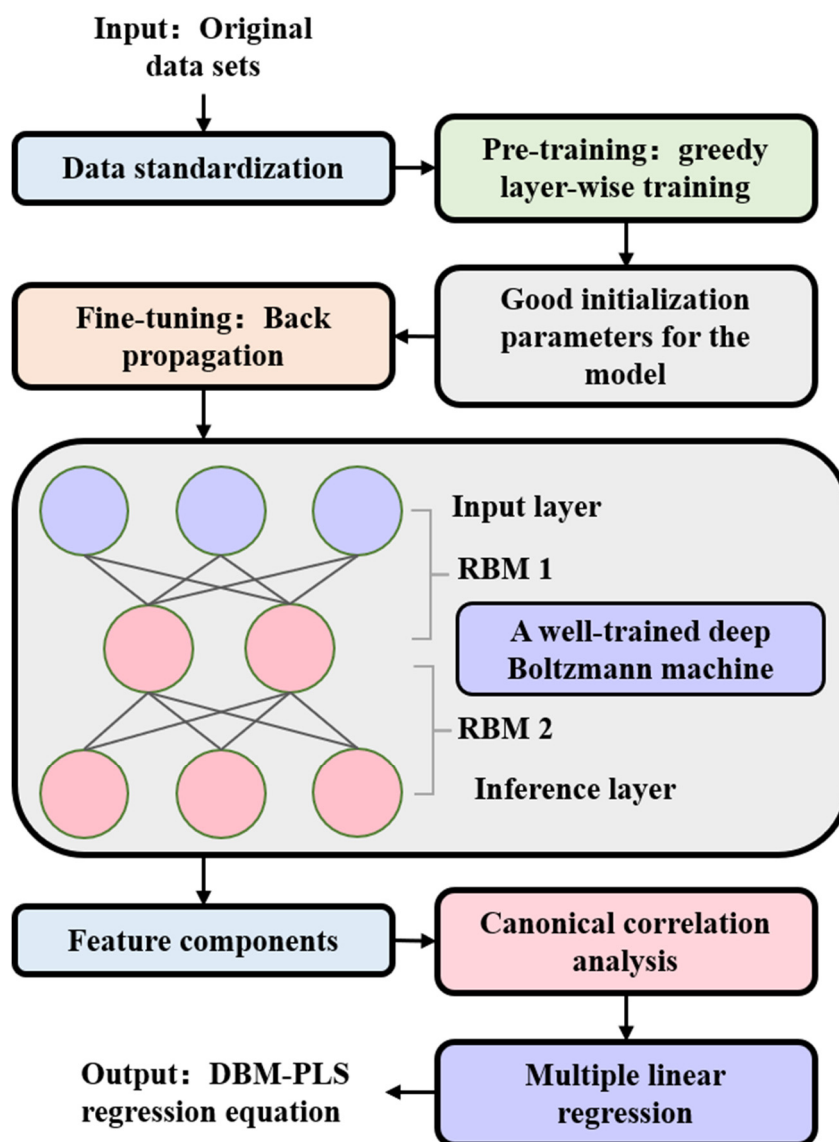 Input：Original
data sets
Data standardization
Pre-training：greedy
layer-wise training
Good initialization
parameters for the
model
Fine-tuning：Back
propagation
Input layer
RBM 1
A well-trained deep
Boltzmann machine
RBM 2
Inference layer
Feature components
Canonical correlation
analysis
Multiple linear
regression
Output：DBM-PLS
regression equation